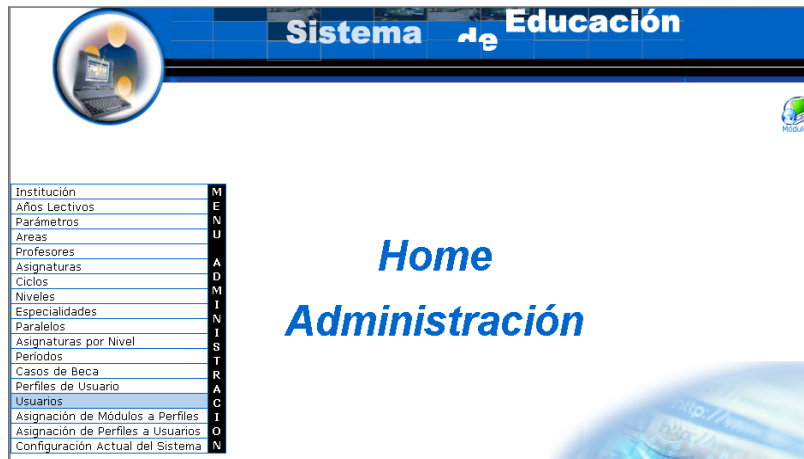 Sistema de Educación
Home
Administración
Institución
Años Lectivos
Parámetros
Areas
Profesores
Asignaturas
Ciclos
Niveles
Especialidades
Paralelos
Asignaturas por Nivel
Períodos
Casos de Beca
Perfiles de Usuario
Usuarios
Asignación de Módulos a Perfiles
Asignación de Perfiles a Usuarios
Configuración Actual del Sistema
MENU ADMINISTRACION
http://